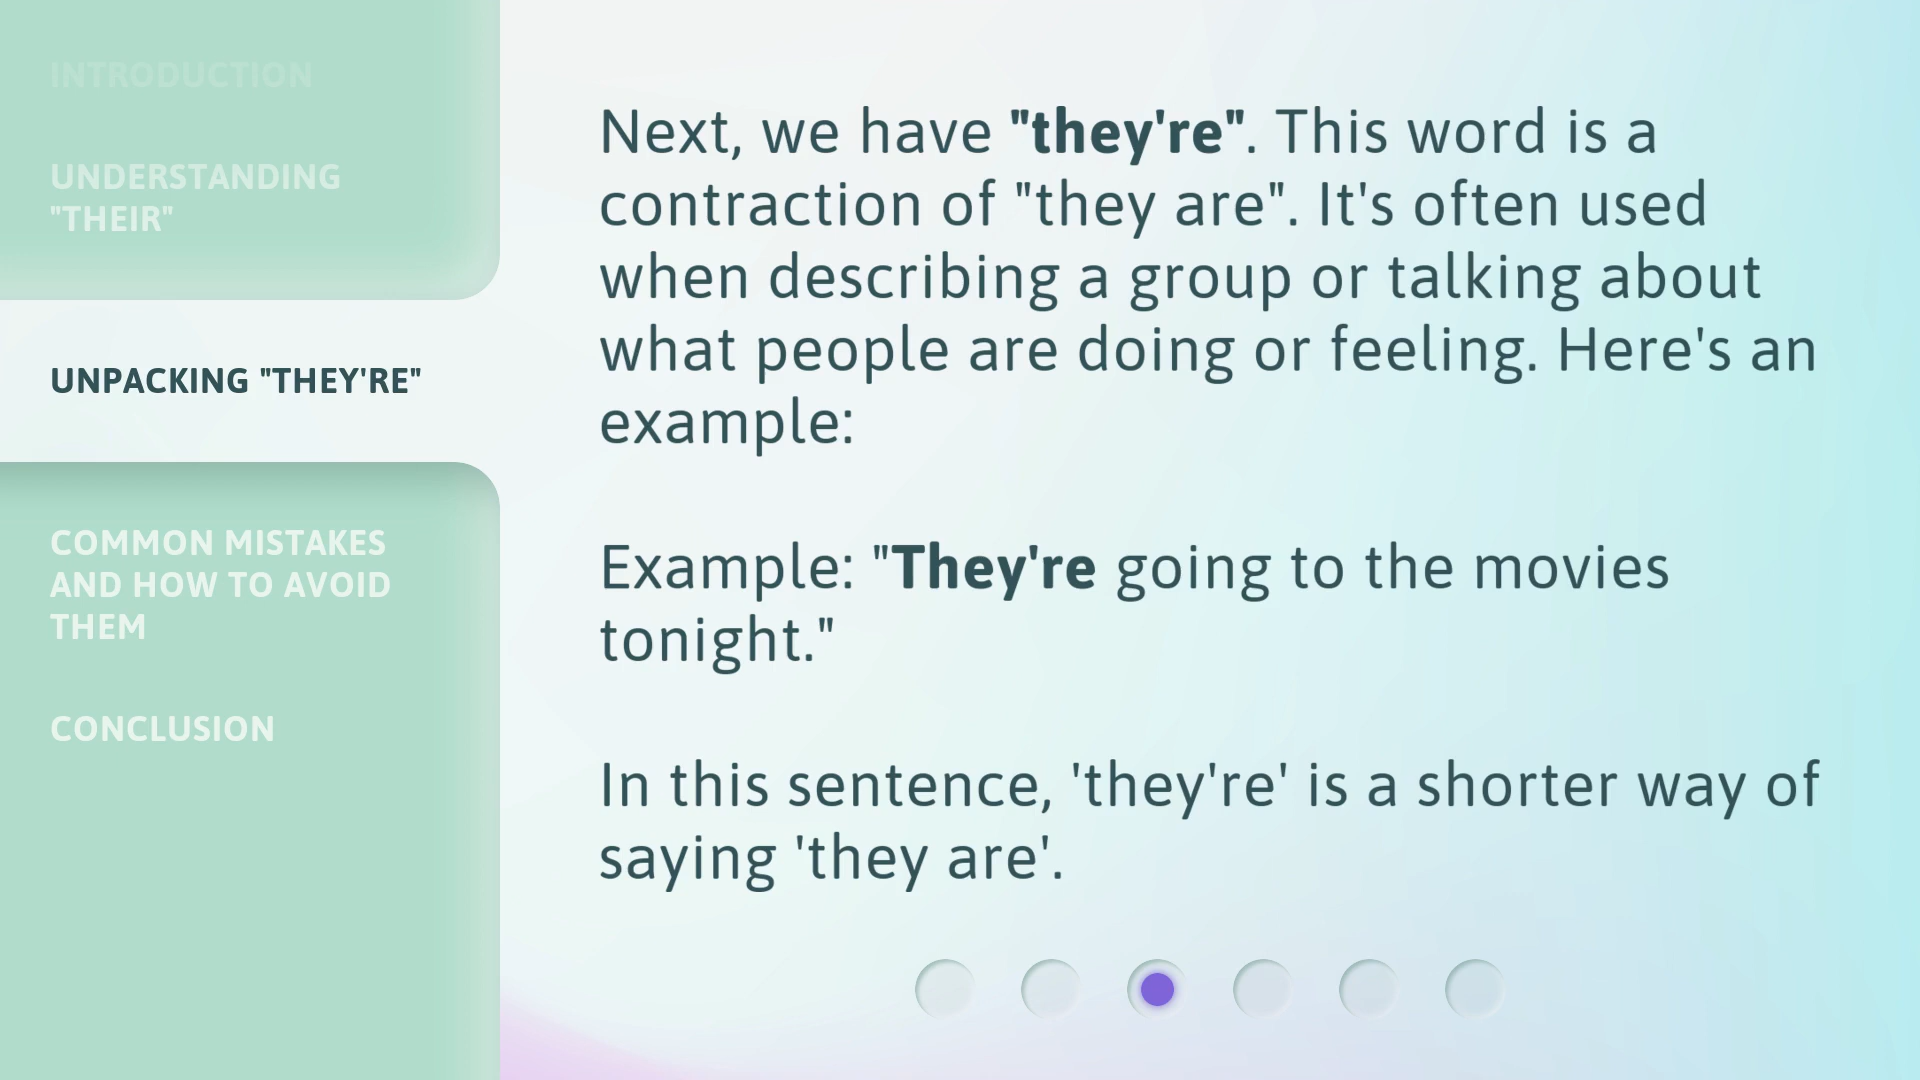 INTRODUCTION
UNDERSTANDING
"THEIR"
UNPACKING "THEY'RE"
COMMON MISTAKES
AND HOW TO AVOID
THEM
CONCLUSION
Next, we have "they're". This word is a
contraction of "they are". It's often used
when describing a group or talking about
what people are doing or feeling. Here's an
example:
Example: "They're going to the movies
tonight."
In this sentence, 'they're' is a shorter way of
saying 'they are'.